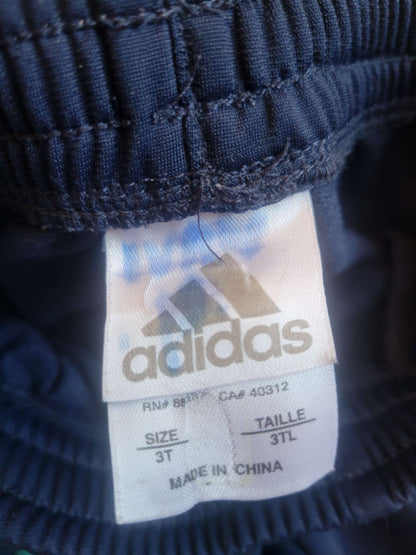 adidas
RN# CA# 40312
SIZE TAILLE
3T 3TL
MADE IN CHINA